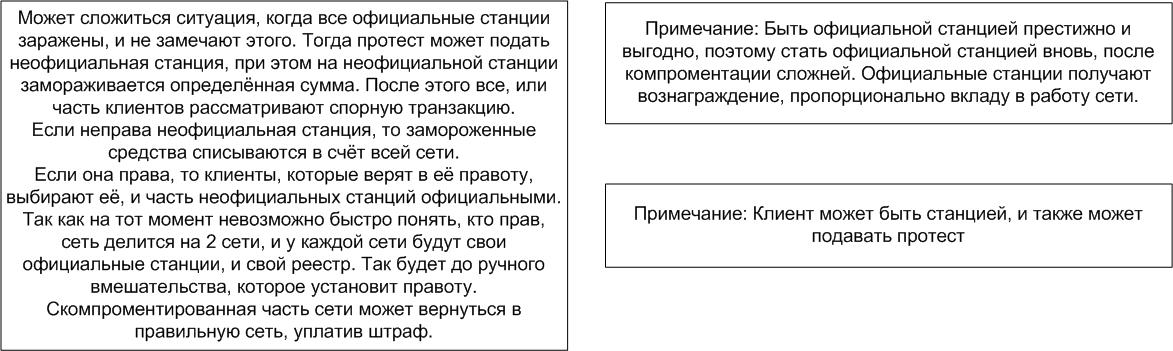 Может сложиться ситуация, когда все официальные станции
заражены, и не замечают этого. Тогда протест может подать
неофициальная станция, при этом на неофициальной станции
замораживается определённая сумма. После этого все, или
часть клиентов рассматривают спорную транзакцию.
Если неправа неофициальная станция, то замороженные
средства списываются в счёт всей сети.
Если она права, то клиенты, которые верят в её правоту,
выбирают её, и часть неофициальных станций официальными.
Так как на тот момент невозможно быстро понять, кто прав,
сеть делится на 2 сети, и у каждой сети будут свои
официальные станции, и свой реестр. Так будет до ручного
вмешательства, которое установит правоту.
Скомпроментированная часть сети может вернуться в
правильную сеть, уплатив штраф.
Примечание: Быть официальной станцией престижно и
выгодно, поэтому стать официальной станцией вновь, после
компроментации сложней. Официальные станции получают
вознаграждение, пропорционально вкладу в работу сети.
Примечание: Клиент может быть станцией, и также может
подавать протест